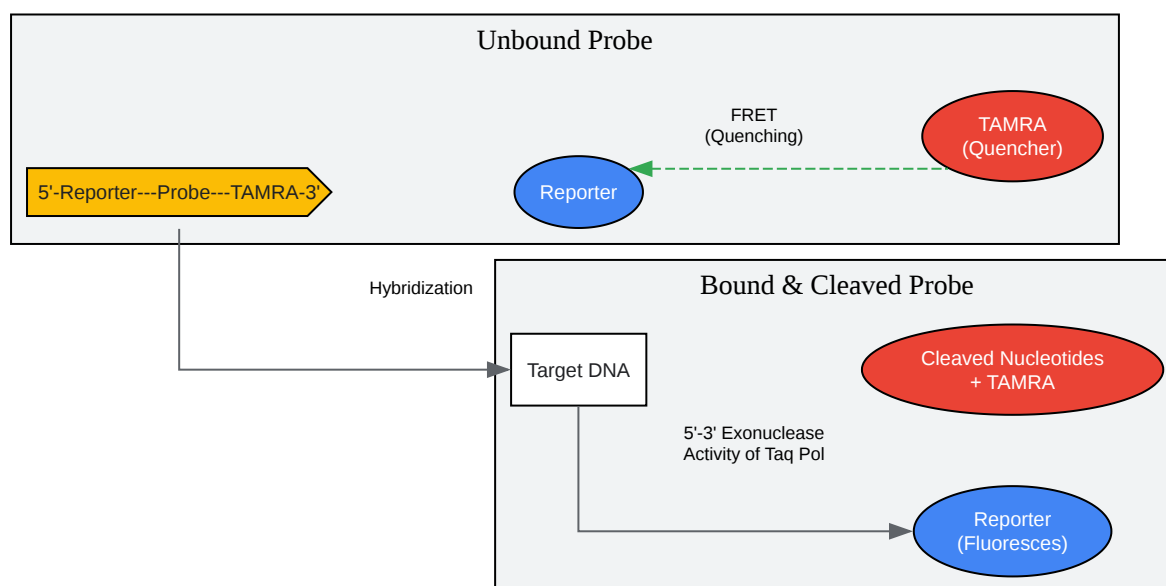 Unbound Probe
FRET
(Quenching)
TAMRA
(Quencher)
5'-Reporter---Probe---TAMRA-3'
Reporter
Hybridization
Bound & Cleaved Probe
Target DNA
Cleaved Nucleotides
+ TAMRA
5'-3' Exonuclease
Activity of Taq Pol
Reporter
(Fluoresces)